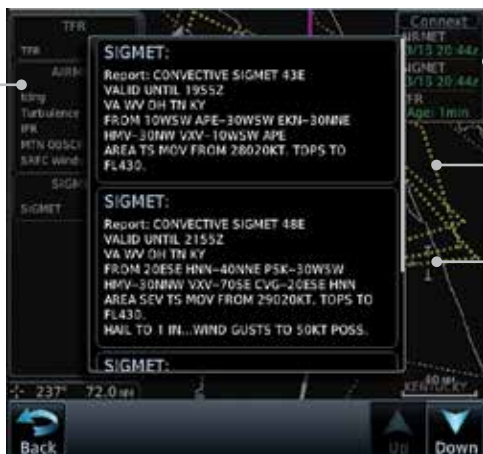 TFR
TFR
Icing
Turbulence
IFR
MTN OBSCN
SRFC Winds
SIGMET
SIGMET:
Report: CONVECTIVE SIGMET 43E
VALID UNTIL 1955Z
VA WV OH TN KY
FROM 10WSW APE-30WSW EKN-30NNE
HMV-30NW VXV-10WSW APE
AREA TS MOV FROM 28020KT. TOPS TO
FL430.
SIGMET:
Report: CONVECTIVE SIGMET 48E
VALID UNTIL 2155Z
VA WV OH TN KY
FROM 20ESE HNN-40NNE PSK-30WSW
HMV-30NNW VXV-70SE CVG-20ESE HNN
AREA SEV TS MOV FROM 29020KT. TOPS TO
FL430.
HAIL TO 1 IN...WIND GUSTS TO 50KT POSS.
SIGMET:
Connext
AIRMET
3/13 20:44z
SIGMET
3/13 20:44z
TFR
Age: 1min
237° 72.0NM
KENTUCKY
Back
Up
Down